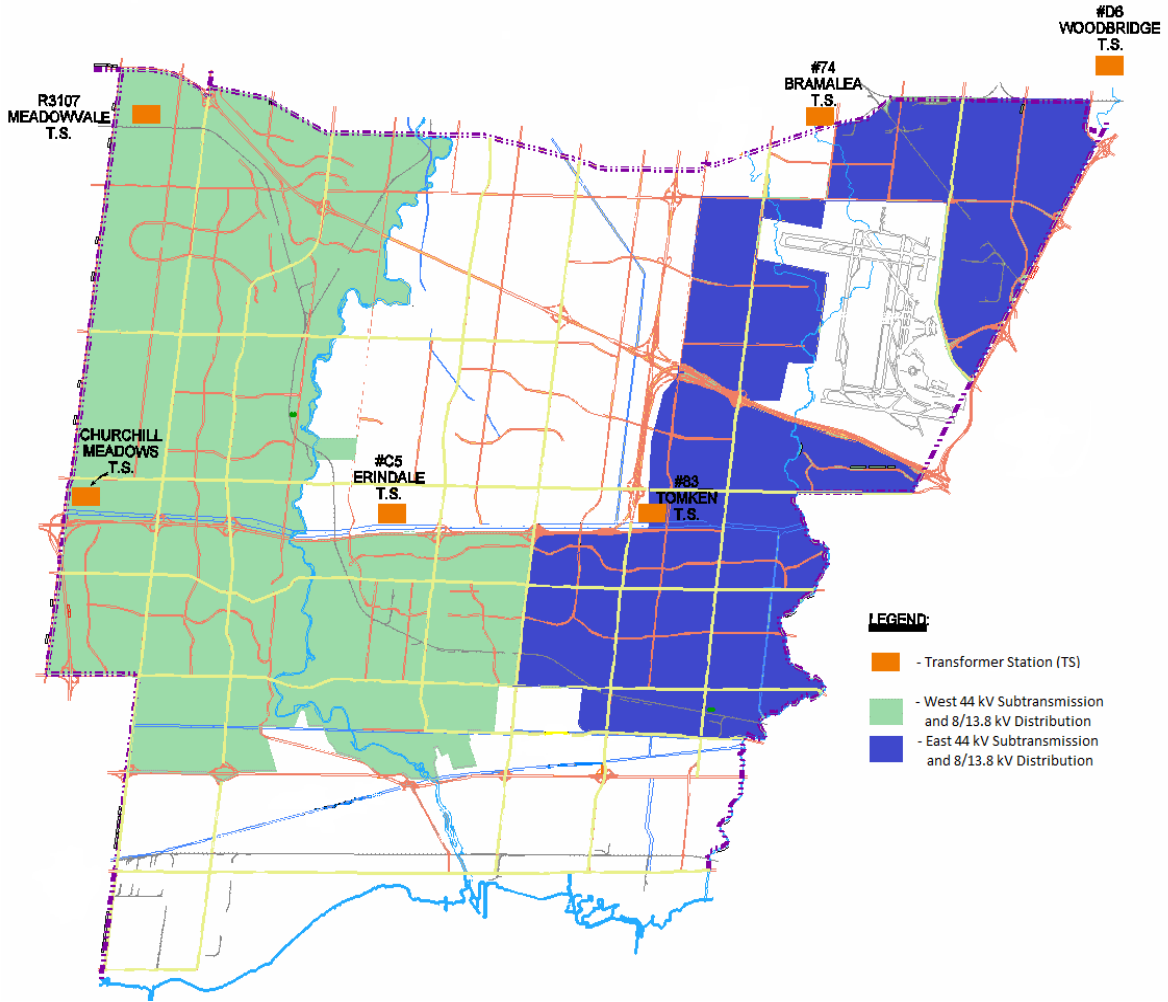 #D6
WOODBRIDGE
T.S.
#74
BRAMALEA
T.S.
R3107
MEADOWVALE
T.S.
CHURCHILL
MEADOWS
T.S.
#C5
ERINDALE
T.S.
#83
TOMKEN
T.S.
LEGEND:
- Transformer Station (TS)
- West 44 kV Subtransmission
and 8/13.8 kV Distribution
- East 44 kV Subtransmission
and 8/13.8 kV Distribution